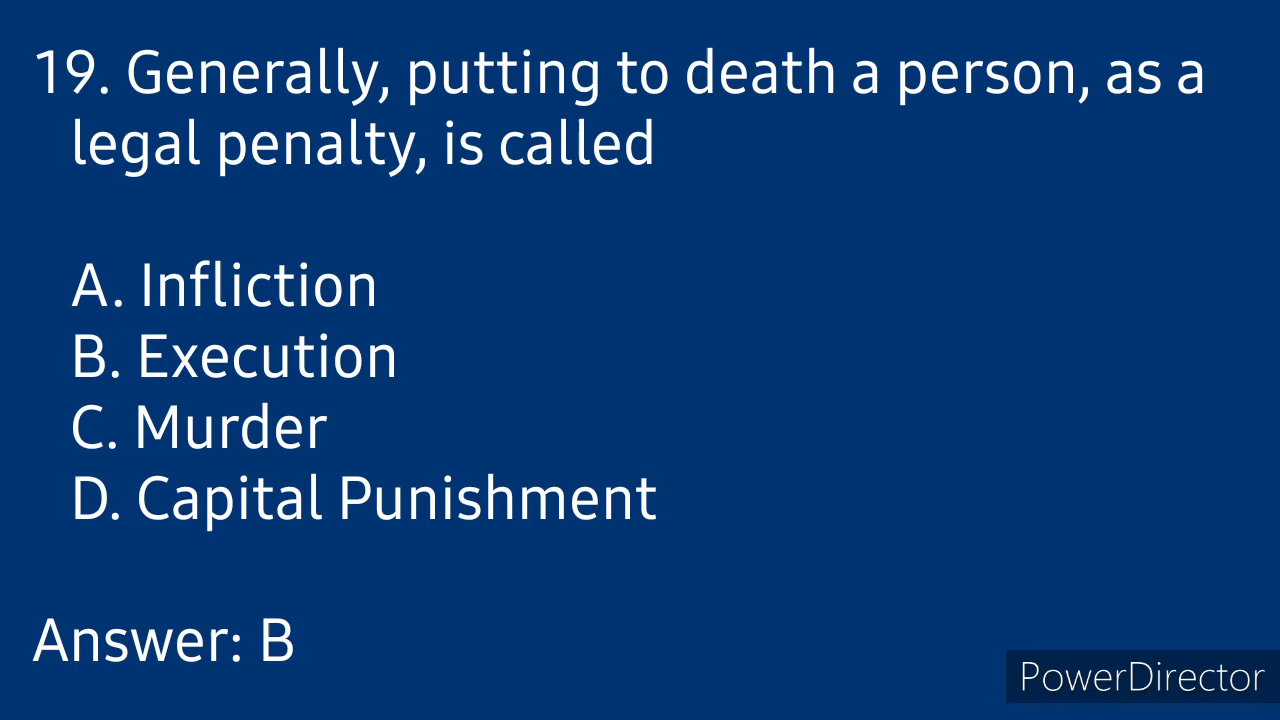 19. Generally, putting to death a person, as a
legal penalty, is called
A. Infliction
B. Execution
C. Murder
D. Capital Punishment
Answer: B
PowerDirector